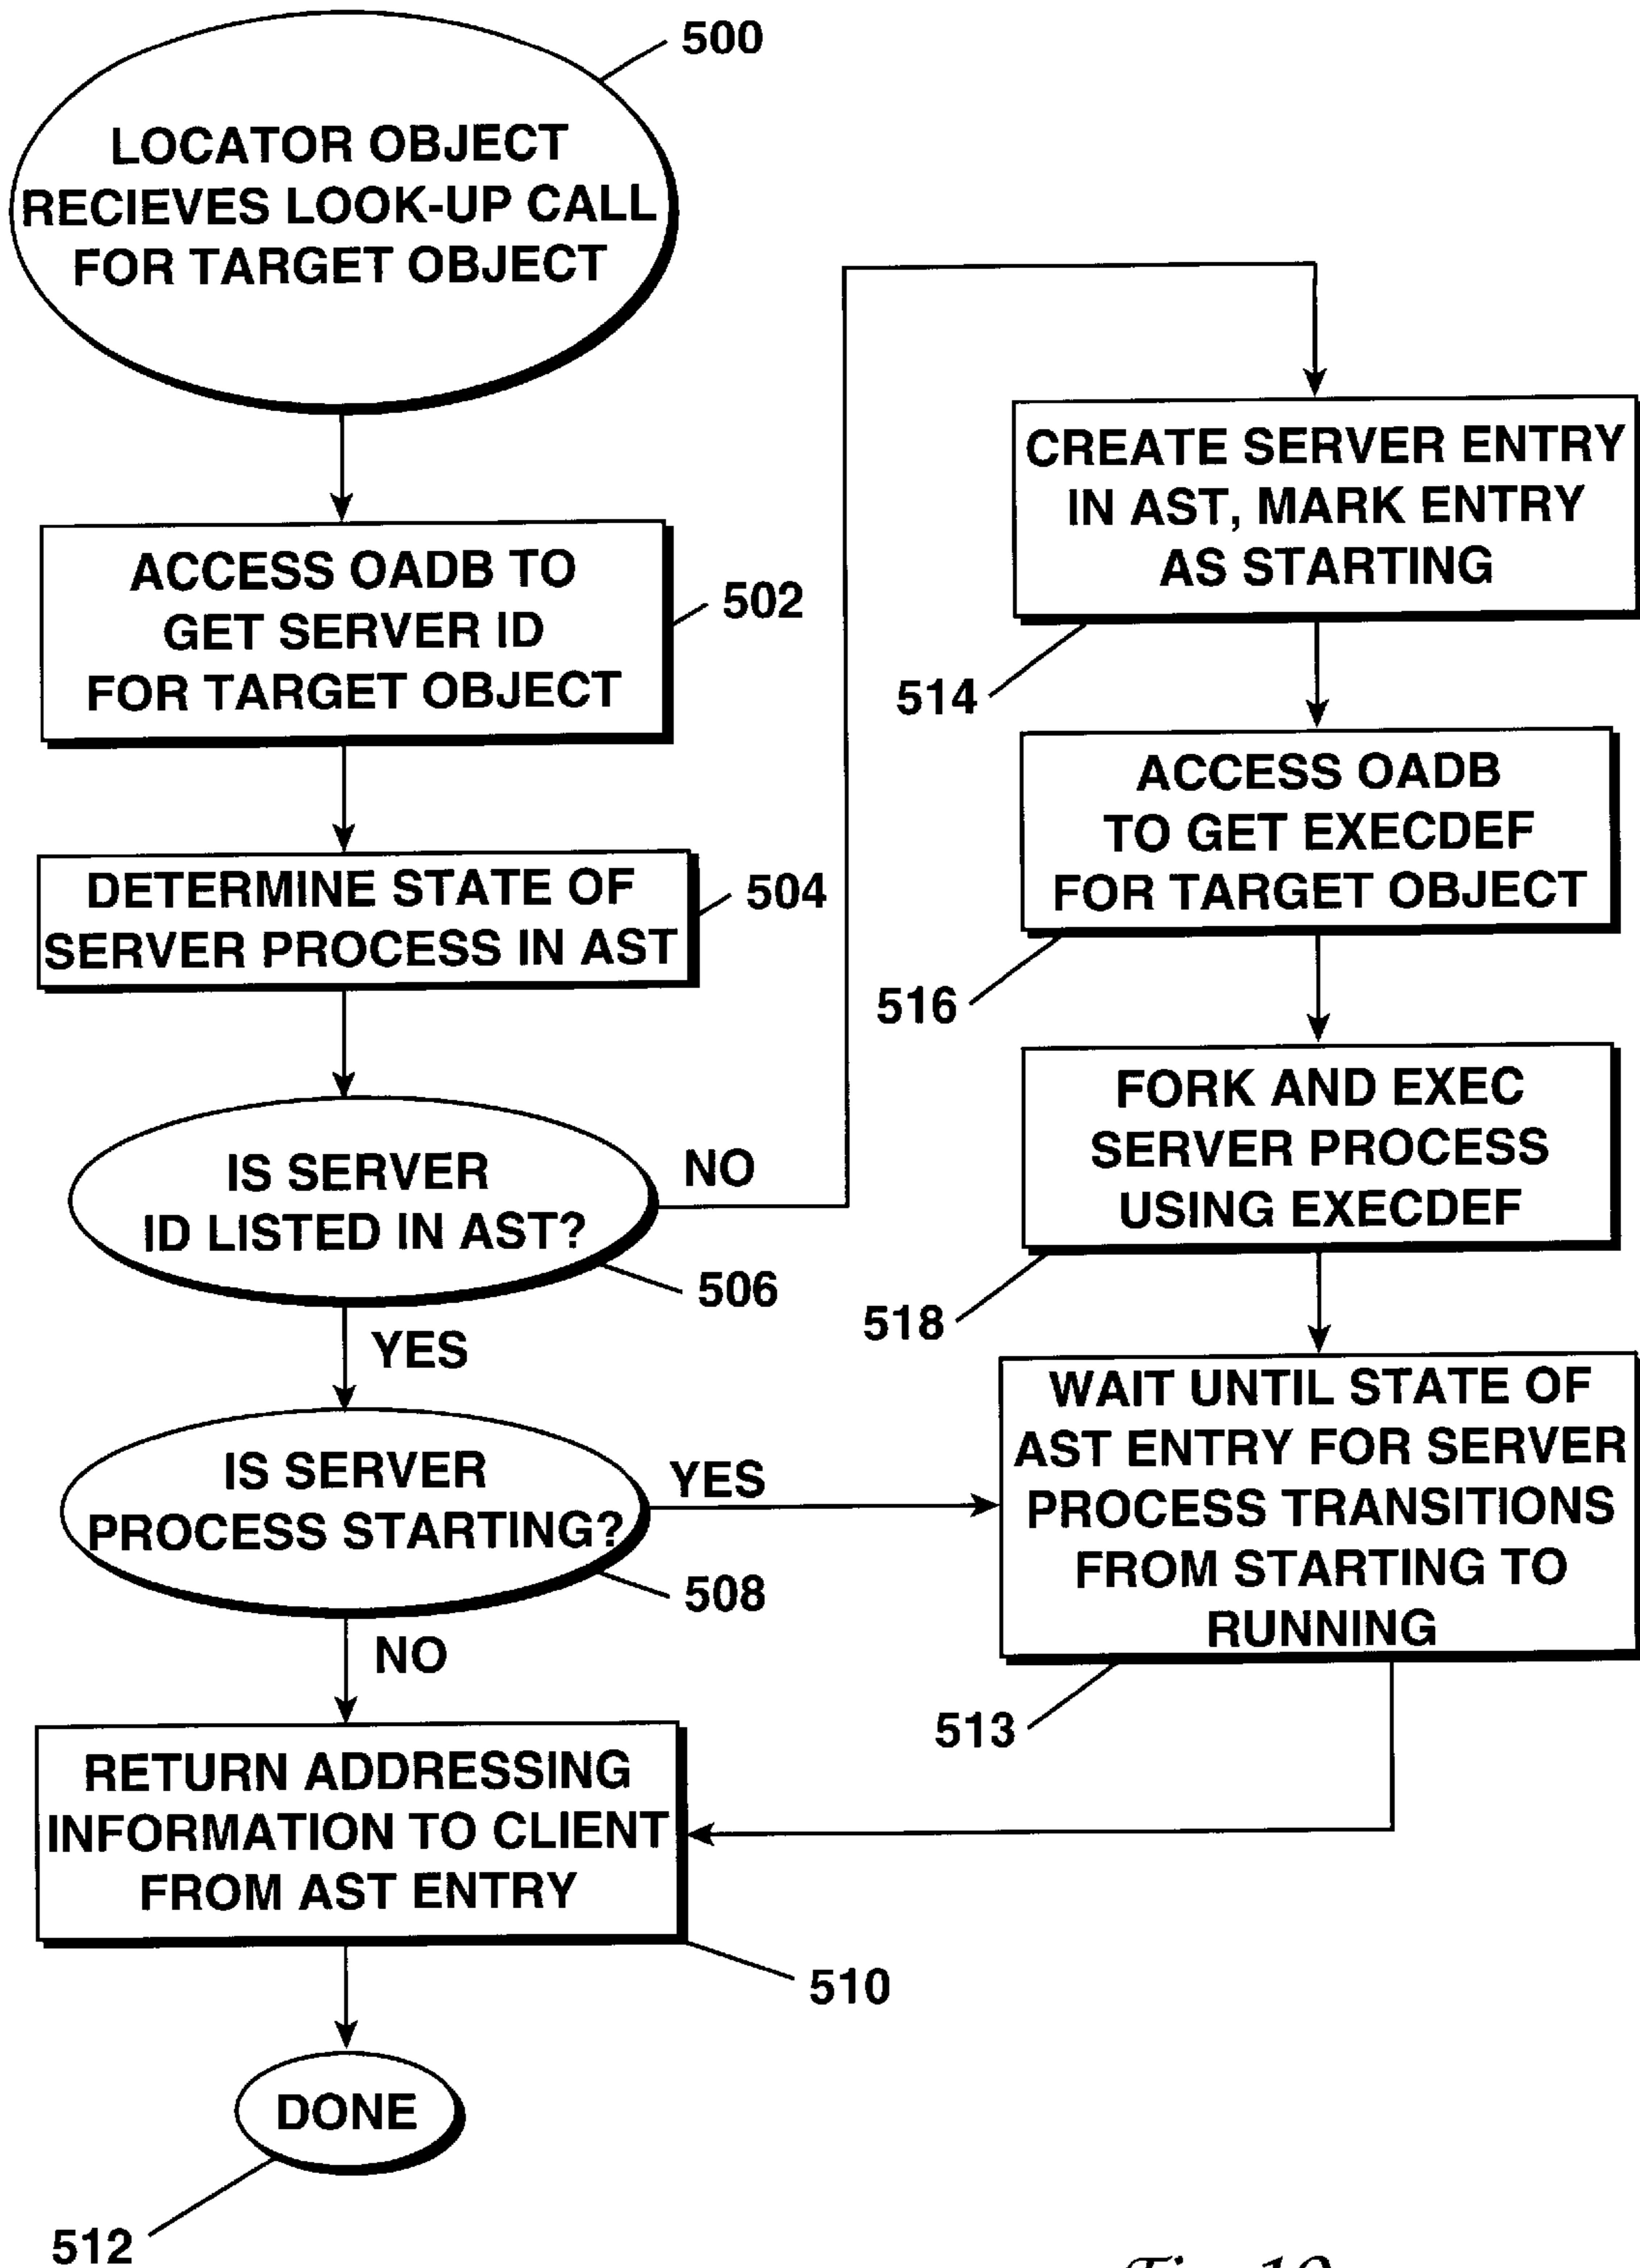 500
LOCATOR OBJECT
RECIEVES LOOK-UP CALL
FOR TARGET OBJECT
ACCESS OADB TO
GET SERVER ID
FOR TARGET OBJECT
502
DETERMINE STATE OF
SERVER PROCESS IN AST
504
IS SERVER
ID LISTED IN AST?
NO
506
YES
IS SERVER
PROCESS STARTING?
YES
508
NO
RETURN ADDRESSING
INFORMATION TO CLIENT
FROM AST ENTRY
510
DONE
512
CREATE SERVER ENTRY
IN AST, MARK ENTRY
AS STARTING
514
ACCESS OADB
TO GET EXECDEF
FOR TARGET OBJECT
516
FORK AND EXEC
SERVER PROCESS
USING EXECDEF
518
WAIT UNTIL STATE OF
AST ENTRY FOR SERVER
PROCESS TRANSITIONS
FROM STARTING TO
RUNNING
513